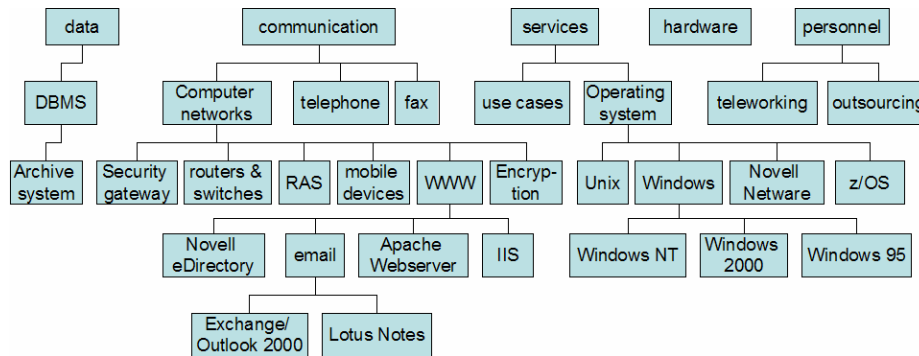 data
communication
services
hardware
personnel
DBMS
Computer
networks
telephone
fax
use cases
Operating
system
teleworking
outsourcing
Archive
system
Security
gateway
routers &
switches
RAS
mobile
devices
WWW
Encryp-
tion
Unix
Windows
Novell
Netware
z/OS
Novell
eDirectory
email
Apache
Webserver
IIS
Windows NT
Windows
2000
Windows 95
Exchange/
Outlook 2000
Lotus Notes